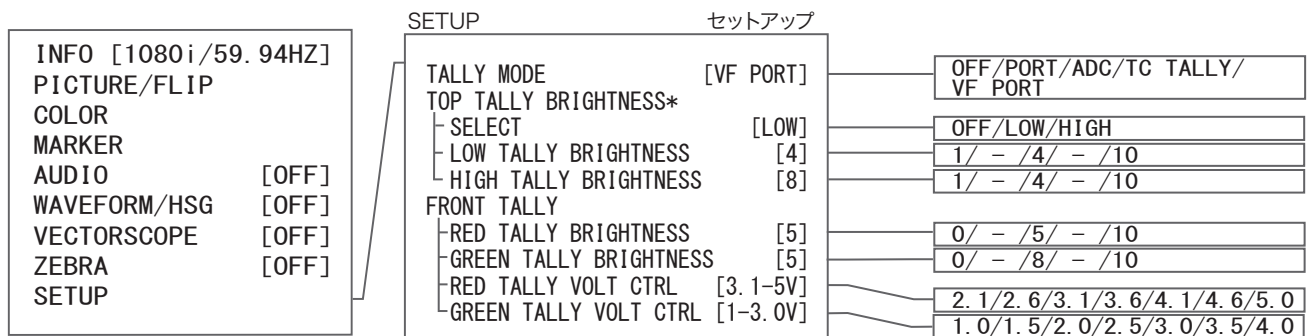 INFO [1080i/59.94HZ]
PICTURE/FLIP
COLOR
MARKER
AUDIO [OFF]
WAVEFORM/HSG [OFF]
VECTORSCOPE [OFF]
ZEBRA [OFF]
SETUP
SETUP セットアップ
TALLY MODE [VF PORT]
TOP TALLY BRIGHTNESS*
SELECT [LOW]
LOW TALLY BRIGHTNESS [4]
HIGH TALLY BRIGHTNESS [8]
FRONT TALLY
RED TALLY BRIGHTNESS [5]
GREEN TALLY BRIGHTNESS [5]
RED TALLY VOLT CTRL [3.1-5V]
GREEN TALLY VOLT CTRL [1-3.0V]
OFF/PORT/ADC/TC TALLY/
VF PORT
OFF/LOW/HIGH
1/ - /4/ - /10
1/ - /4/ - /10
0/ - /5/ - /10
0/ - /8/ - /10
2.1/2.6/3.1/3.6/4.1/4.6/5.0
1.0/1.5/2.0/2.5/3.0/3.5/4.0